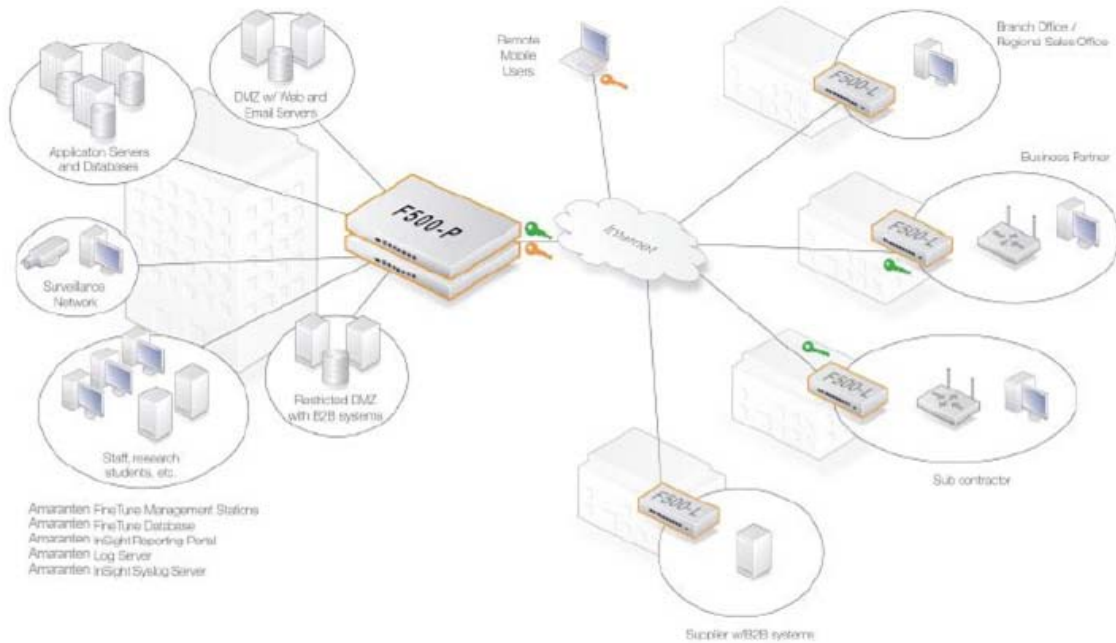 DMZ w/ Web and
Email Servers
Application Servers
and Databases
Surveillance
Network
Staff, research
students, etc.
Restricted DMZ
with B2B systems
Amaranten FineTune Management Stations
Amaranten FineTune Database
Amaranten InSight Reporting Portal
Amaranten Log Server
Amaranten InSight Syslog Server
F500-P
Remote
Mobile
Users
Internet
Branch Office /
Regional Sales Office
F500-L
Business Partner
F500-L
F500-L
Sub contractor
F500-L
Supplier w/B2B systems